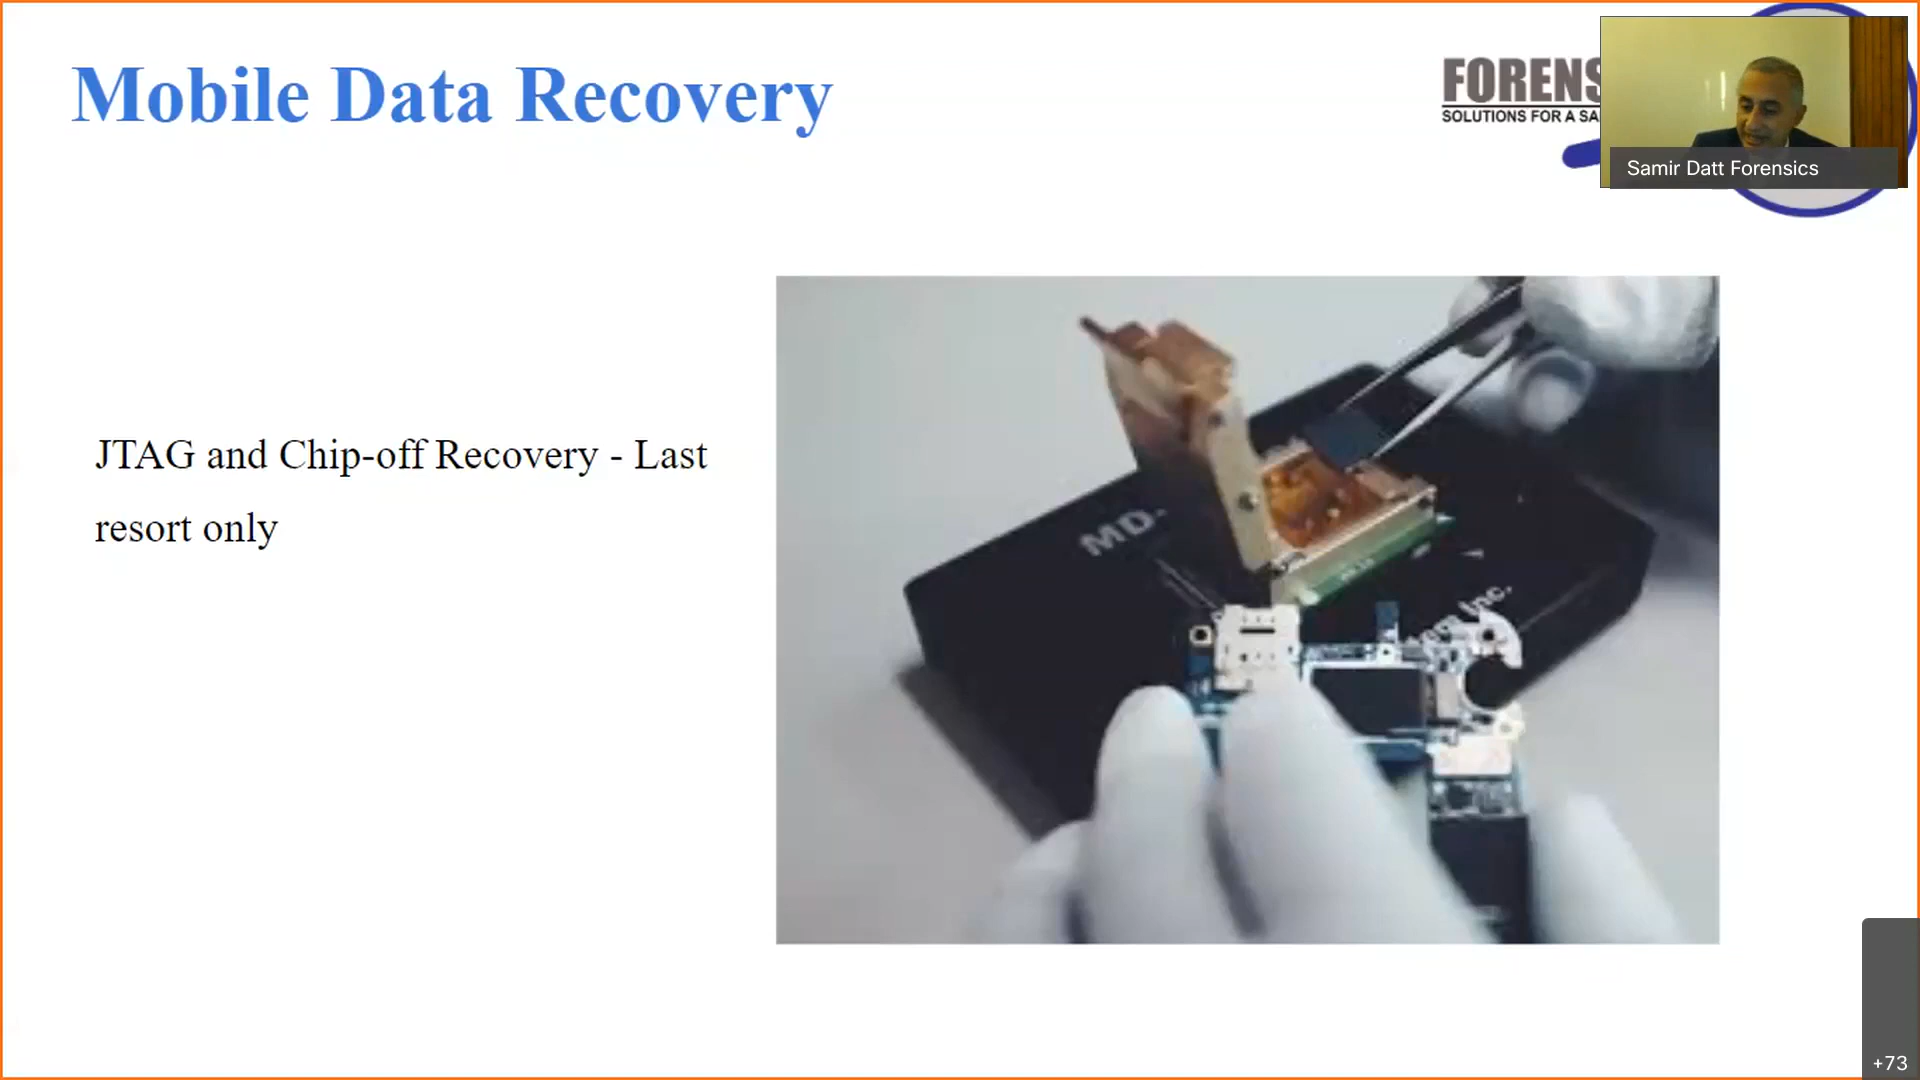 Mobile Data Recovery
FORENS
SOLUTIONS FOR A SA
Samir Datt Forensics
JTAG and Chip-off Recovery - Last
resort only
MD-
Inc.
+73